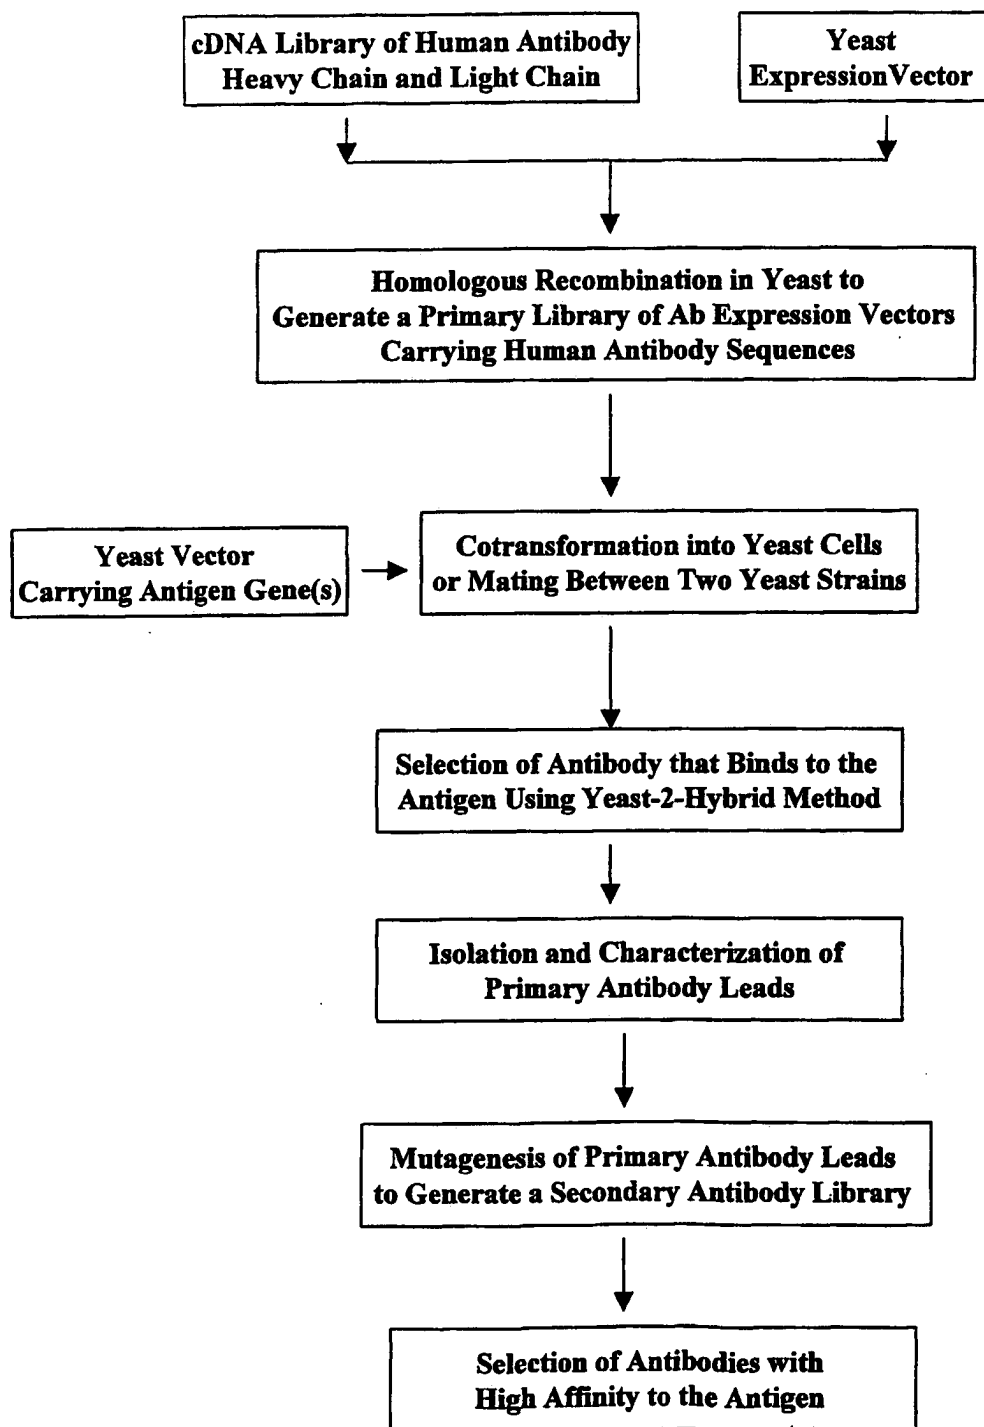 cDNA Library of Human Antibody
Heavy Chain and Light Chain
Yeast
ExpressionVector
Homologous Recombination in Yeast to
Generate a Primary Library of Ab Expression Vectors
Carrying Human Antibody Sequences
Yeast Vector
Carrying Antigen Gene(s)
Cotransformation into Yeast Cells
or Mating Between Two Yeast Strains
Selection of Antibody that Binds to the
Antigen Using Yeast-2-Hybrid Method
Isolation and Characterization of
Primary Antibody Leads
Mutagenesis of Primary Antibody Leads
to Generate a Secondary Antibody Library
Selection of Antibodies with
High Affinity to the Antigen